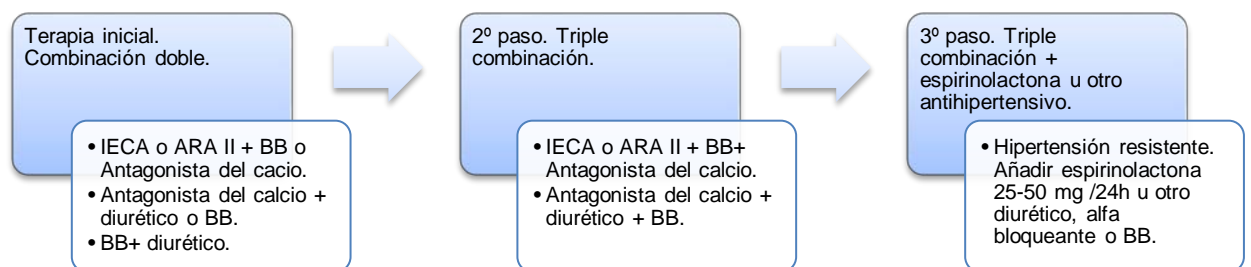 Terapia inicial.
Combinación doble.
• IECA o ARA II + BB o
Antagonista del cacio.
• Antagonista del calcio +
diurético o BB.
• BB+ diurético.
2º paso. Triple
combinación.
• IECA o ARA II + BB+
Antagonista del calcio.
• Antagonista del calcio +
diurético + BB.
3º paso. Triple
combinación +
espirinolactona u otro
antihipertensivo.
• Hipertensión resistente.
Añadir espirinolactona
25-50 mg /24h u otro
diurético, alfa
bloqueante o BB.